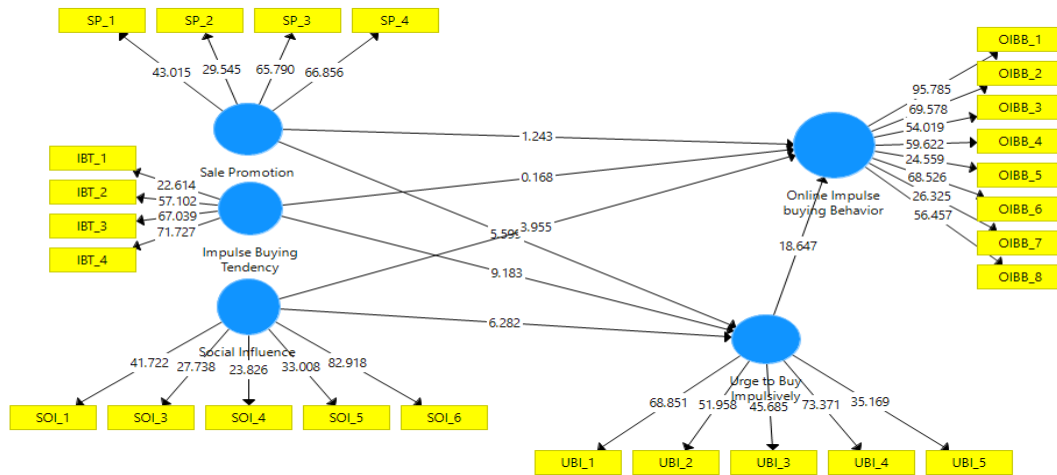 SP_1
SP_2
SP_3
SP_4
43.015
29.545
65.790
66.856
Sale Promotion
IBT_1
IBT_2
IBT_3
IBT_4
22.614
57.102
67.039
71.727
Impulse Buying
Tendency
Social Influence
41.722
27.738
23.826
33.008
82.918
SOI_1
SOI_3
SOI_4
SOI_5
SOI_6
1.243
0.168
3.955
9.183
6.282
18.647
Online Impulse
buying Behavior
95.785
69.578
54.019
59.622
24.559
68.526
26.325
56.457
OIBB_1
OIBB_2
OIBB_3
OIBB_4
OIBB_5
OIBB_6
OIBB_7
OIBB_8
Urge to Buy
Impulsively
68.851
51.958
45.685
73.371
35.169
UBI_1
UBI_2
UBI_3
UBI_4
UBI_5